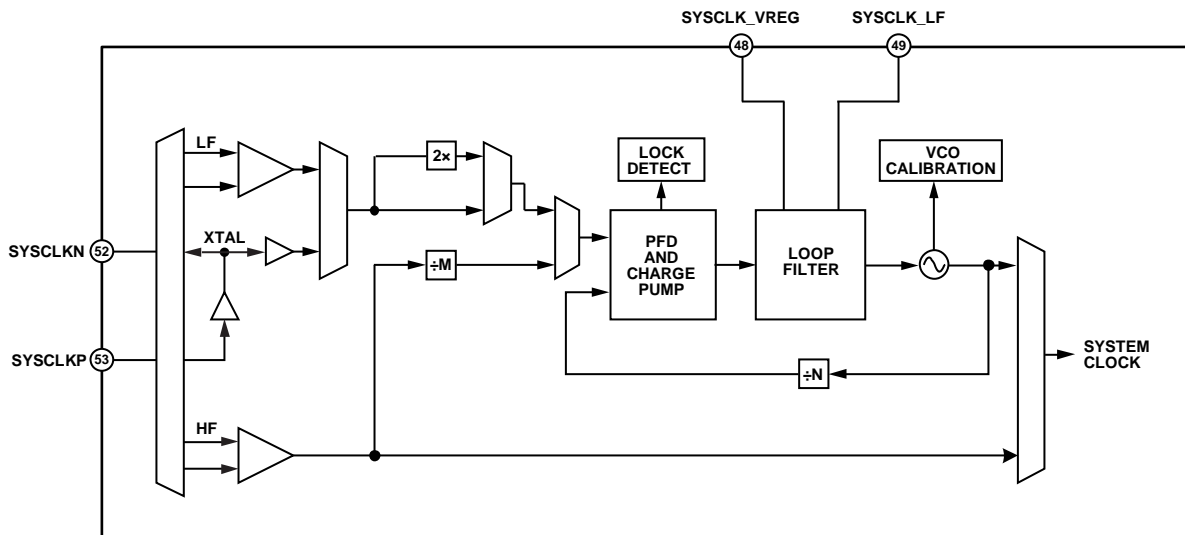 SYSCLK_VREG
SYSCLK_LF
48
49
LF
2×
LOCK
DETECT
VCO
CALIBRATION
SYSCLKN
52
XTAL
PFD
AND
CHARGE
PUMP
LOOP
FILTER
÷M
SYSCLKP
53
÷N
SYSTEM
CLOCK
HF